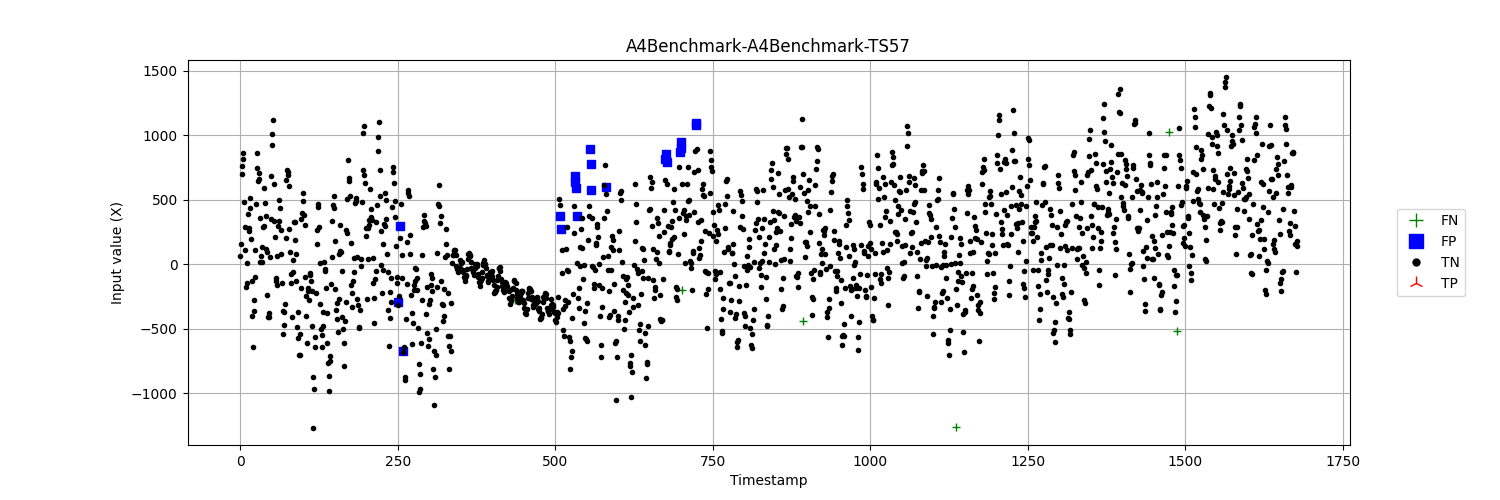 A4Benchmark-A4Benchmark-TS57
1500
1000
500
0
−500
−1000
Input value (X)
0 250 500 750 1000 1250 1500 1750
Timestamp
FN
FP
TN
TP